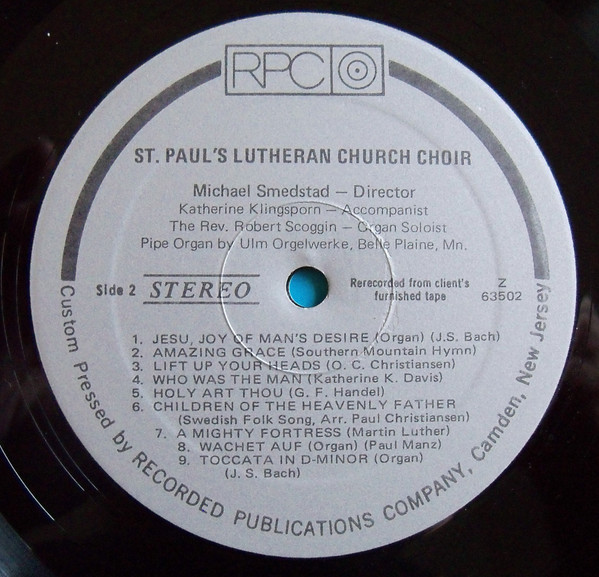 RPC
ST. PAUL'S LUTHERAN CHURCH CHOIR
Michael Smedstad — Director
Katherine Klingsporn — Accompanist
The Rev. Robert Scoggin — Organ Soloist
Pipe Organ by Ulm Orgelwerke, Belle Plaine, Mn.
Side 2 STEREO
Rerecorded from client's
furnished tape
Z
63502
1. JESU, JOY OF MAN'S DESIRE (Organ) (J.S. Bach)
2. AMAZING GRACE (Southern Mountain Hymn)
3. LIFT UP YOUR HEADS (O. C. Christiansen)
4. WHO WAS THE MAN (Katherine K. Davis)
5. HOLY ART THOU (G. F. Handel)
6. CHILDREN OF THE HEAVENLY FATHER
(Swedish Folk Song, Arr. Paul Christiansen)
7. A MIGHTY FORTRESS (Martin Luther)
8. WACHET AUF (Organ) (Paul Manz)
9. TOCCATA IN D-MINOR (Organ)
(J. S. Bach)
Custom Pressed by RECORDED PUBLICATIONS COMPANY, Camden, New Jersey